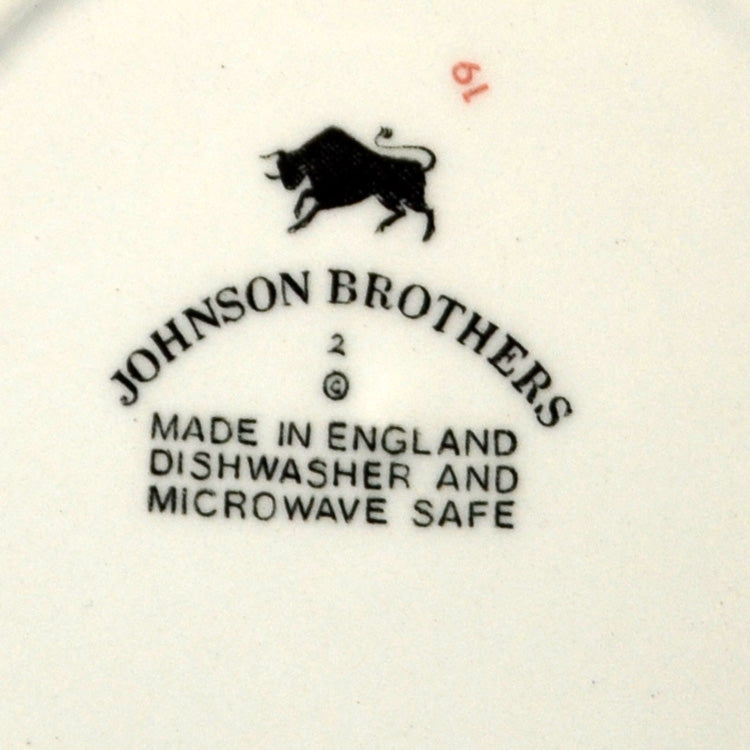 19
JOHNSON BROTHERS
2
©
MADE IN ENGLAND
DISHWASHER AND
MICROWAVE SAFE